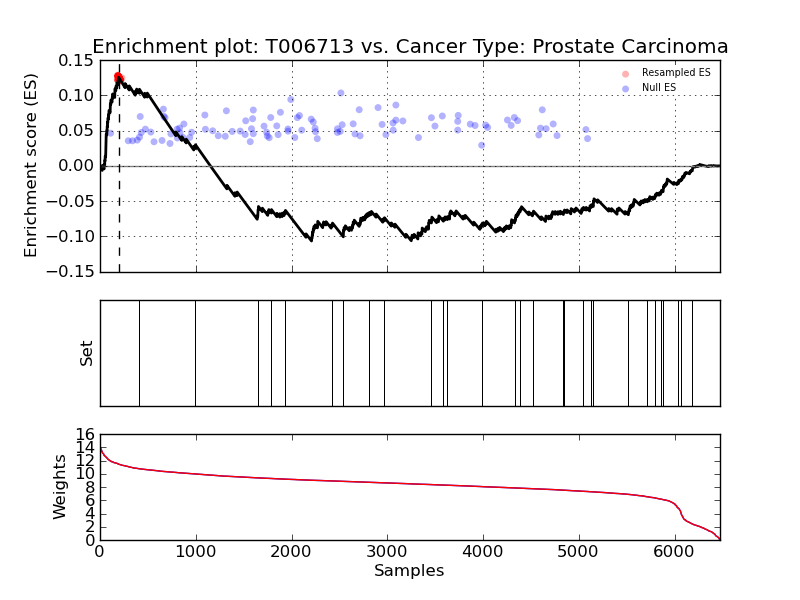 Enrichment plot: T006713 vs. Cancer Type: Prostate Carcinoma
0.15
0.10
0.05
0.00
−0.05
−0.10
−0.15
Enrichment score (ES)
Resampled ES
Null ES
Set
16
14
12
10
8
6
4
2
0
Weights
0 1000 2000 3000 4000 5000 6000
Samples